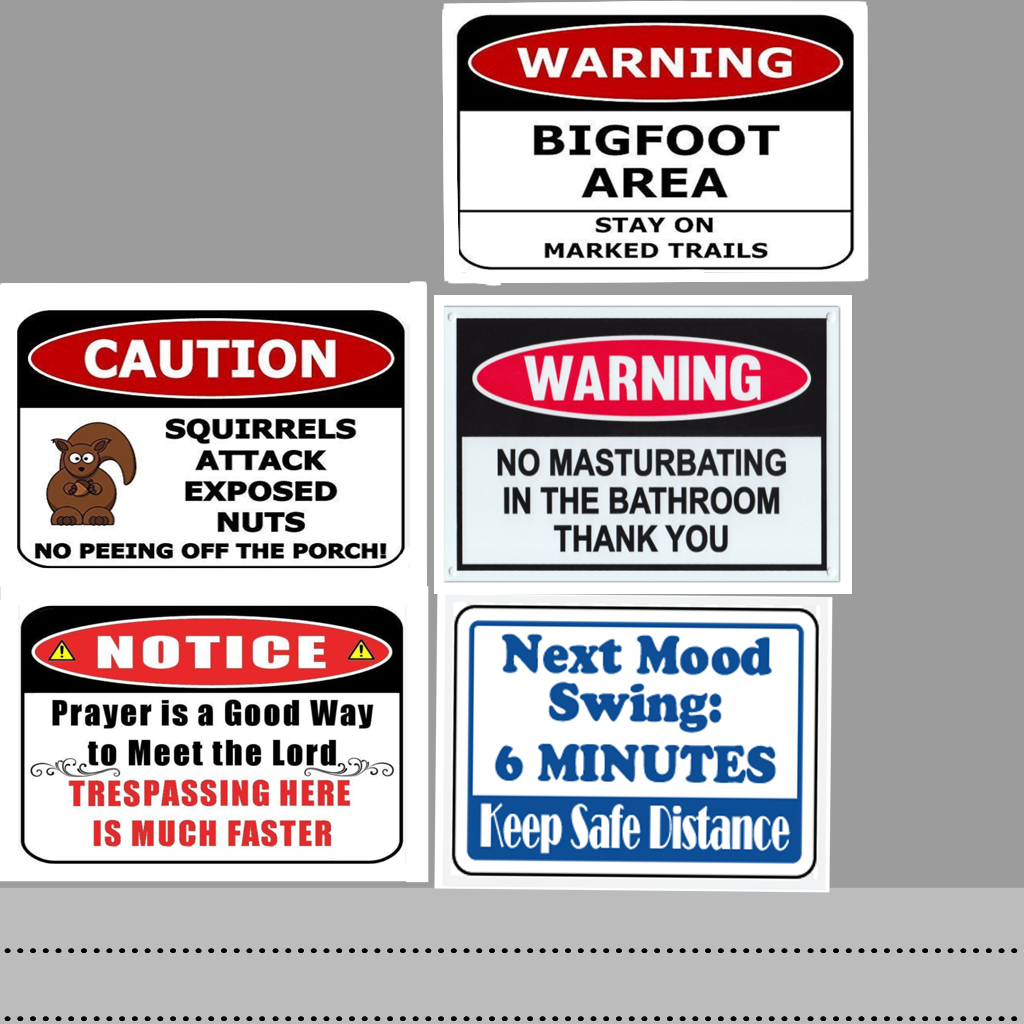 WARNING
BIGFOOT
AREA
STAY ON
MARKED TRAILS
CAUTION
SQUIRRELS
ATTACK
EXPOSED
NUTS
NO PEEING OFF THE PORCH!
WARNING
NO MASTURBATING
IN THE BATHROOM
THANK YOU
NOTICE
Prayer is a Good Way
to Meet the Lord
TRESPASSING HERE
IS MUCH FASTER
Next Mood
Swing:
6 MINUTES
Keep Safe Distance